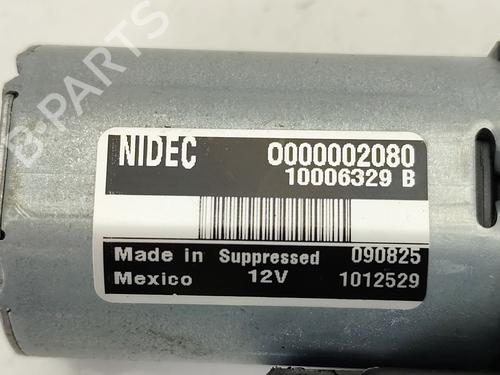 B-PARTS
NIDEC 0000002080
10006329 B
Made in Suppressed 090825
Mexico 12V 1012529